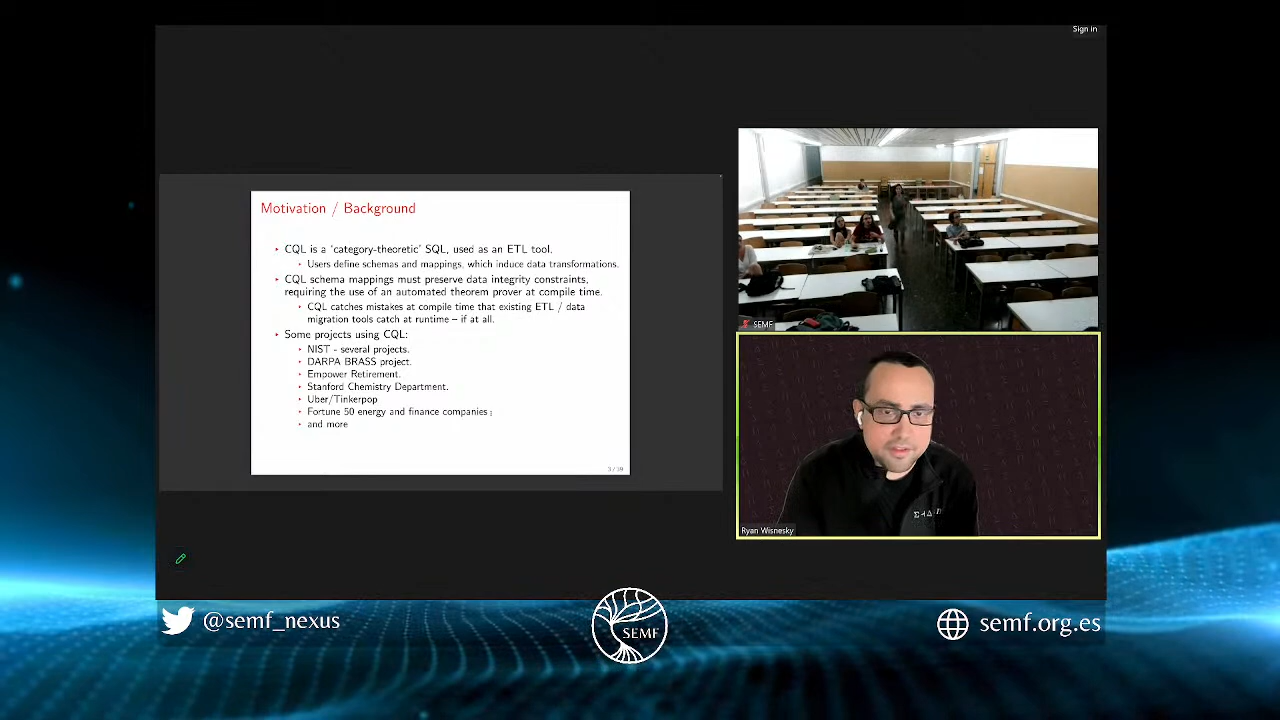 Sign in
Motivation / Background
CQL is a 'category-theoretic' SQL, used as an ETL tool.
Users define schemas and mappings, which induce data transformations.
CQL schema mappings must preserve data integrity constraints,
requiring the use of an automated theorem prover at compile time.
CQL catches mistakes at compile time that existing ETL / data
migration tools catch at runtime – if at all.
Some projects using CQL:
NIST - several projects.
DARPA BRASS project.
Empower Retirement.
Stanford Chemistry Department.
Uber/Tinkerpop
Fortune 50 energy and finance companies
and more
3 / 39
SEMF
Ryan Wisnesky
@semf_nexus
SEMF
semf.org.es